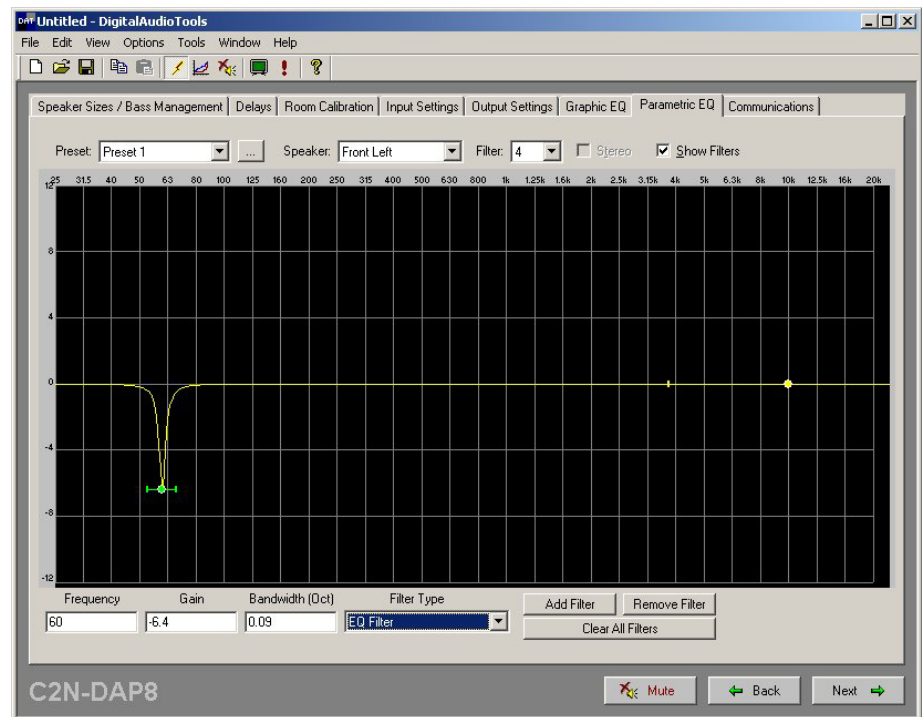 DAT Untitled - DigitalAudioTools
File Edit View Options Tools Window Help
Speaker Sizes / Bass Management Delays Room Calibration Input Settings Output Settings Graphic EQ Parametric EQ Communications
Preset: Preset 1 ... Speaker: Front Left Filter: 4 Stereo Show Filters
25 31.5 40 50 63 80 100 125 160 200 250 315 400 500 630 800 1k 1.25k 1.6k 2k 2.5k 3.15k 4k 5k 6.3k 8k 10k 12.5k 16k 20k
12
8
4
0
-4
-8
-12
Frequency Gain Bandwidth (Oct) Filter Type Add Filter Remove Filter
60 -6.4 0.09 EQ Filter Clear All Filters
C2N-DAP8 Mute Back Next